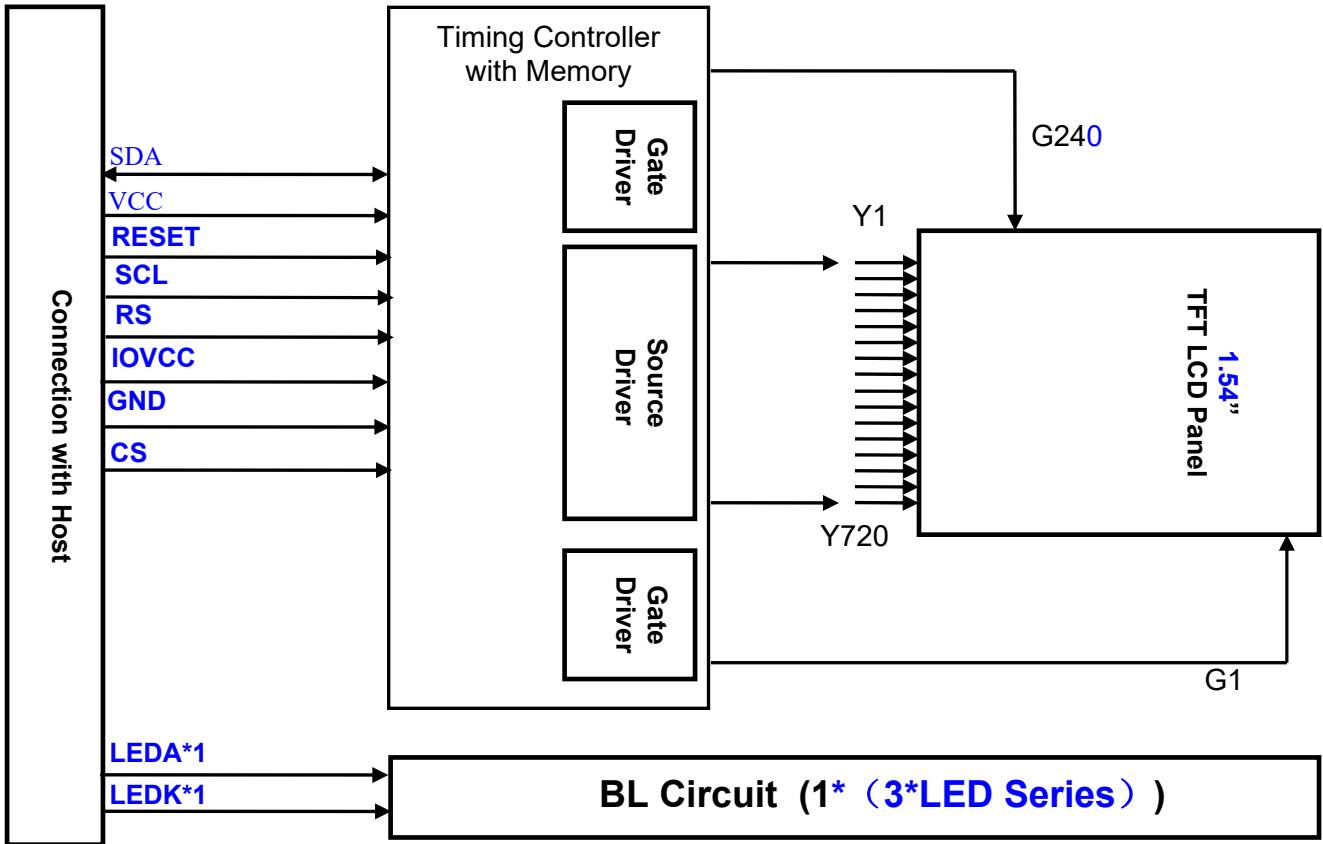 Timing Controller
with Memory
Gate
Driver
G240
SDA
VCC
RESET
SCL
RS
IOVCC
GND
CS
Connection with Host
Source
Driver
Y1
Y720
1.54”
TFT LCD Panel
Gate
Driver
G1
LEDA*1
LEDK*1
BL Circuit (1*（3*LED Series）)